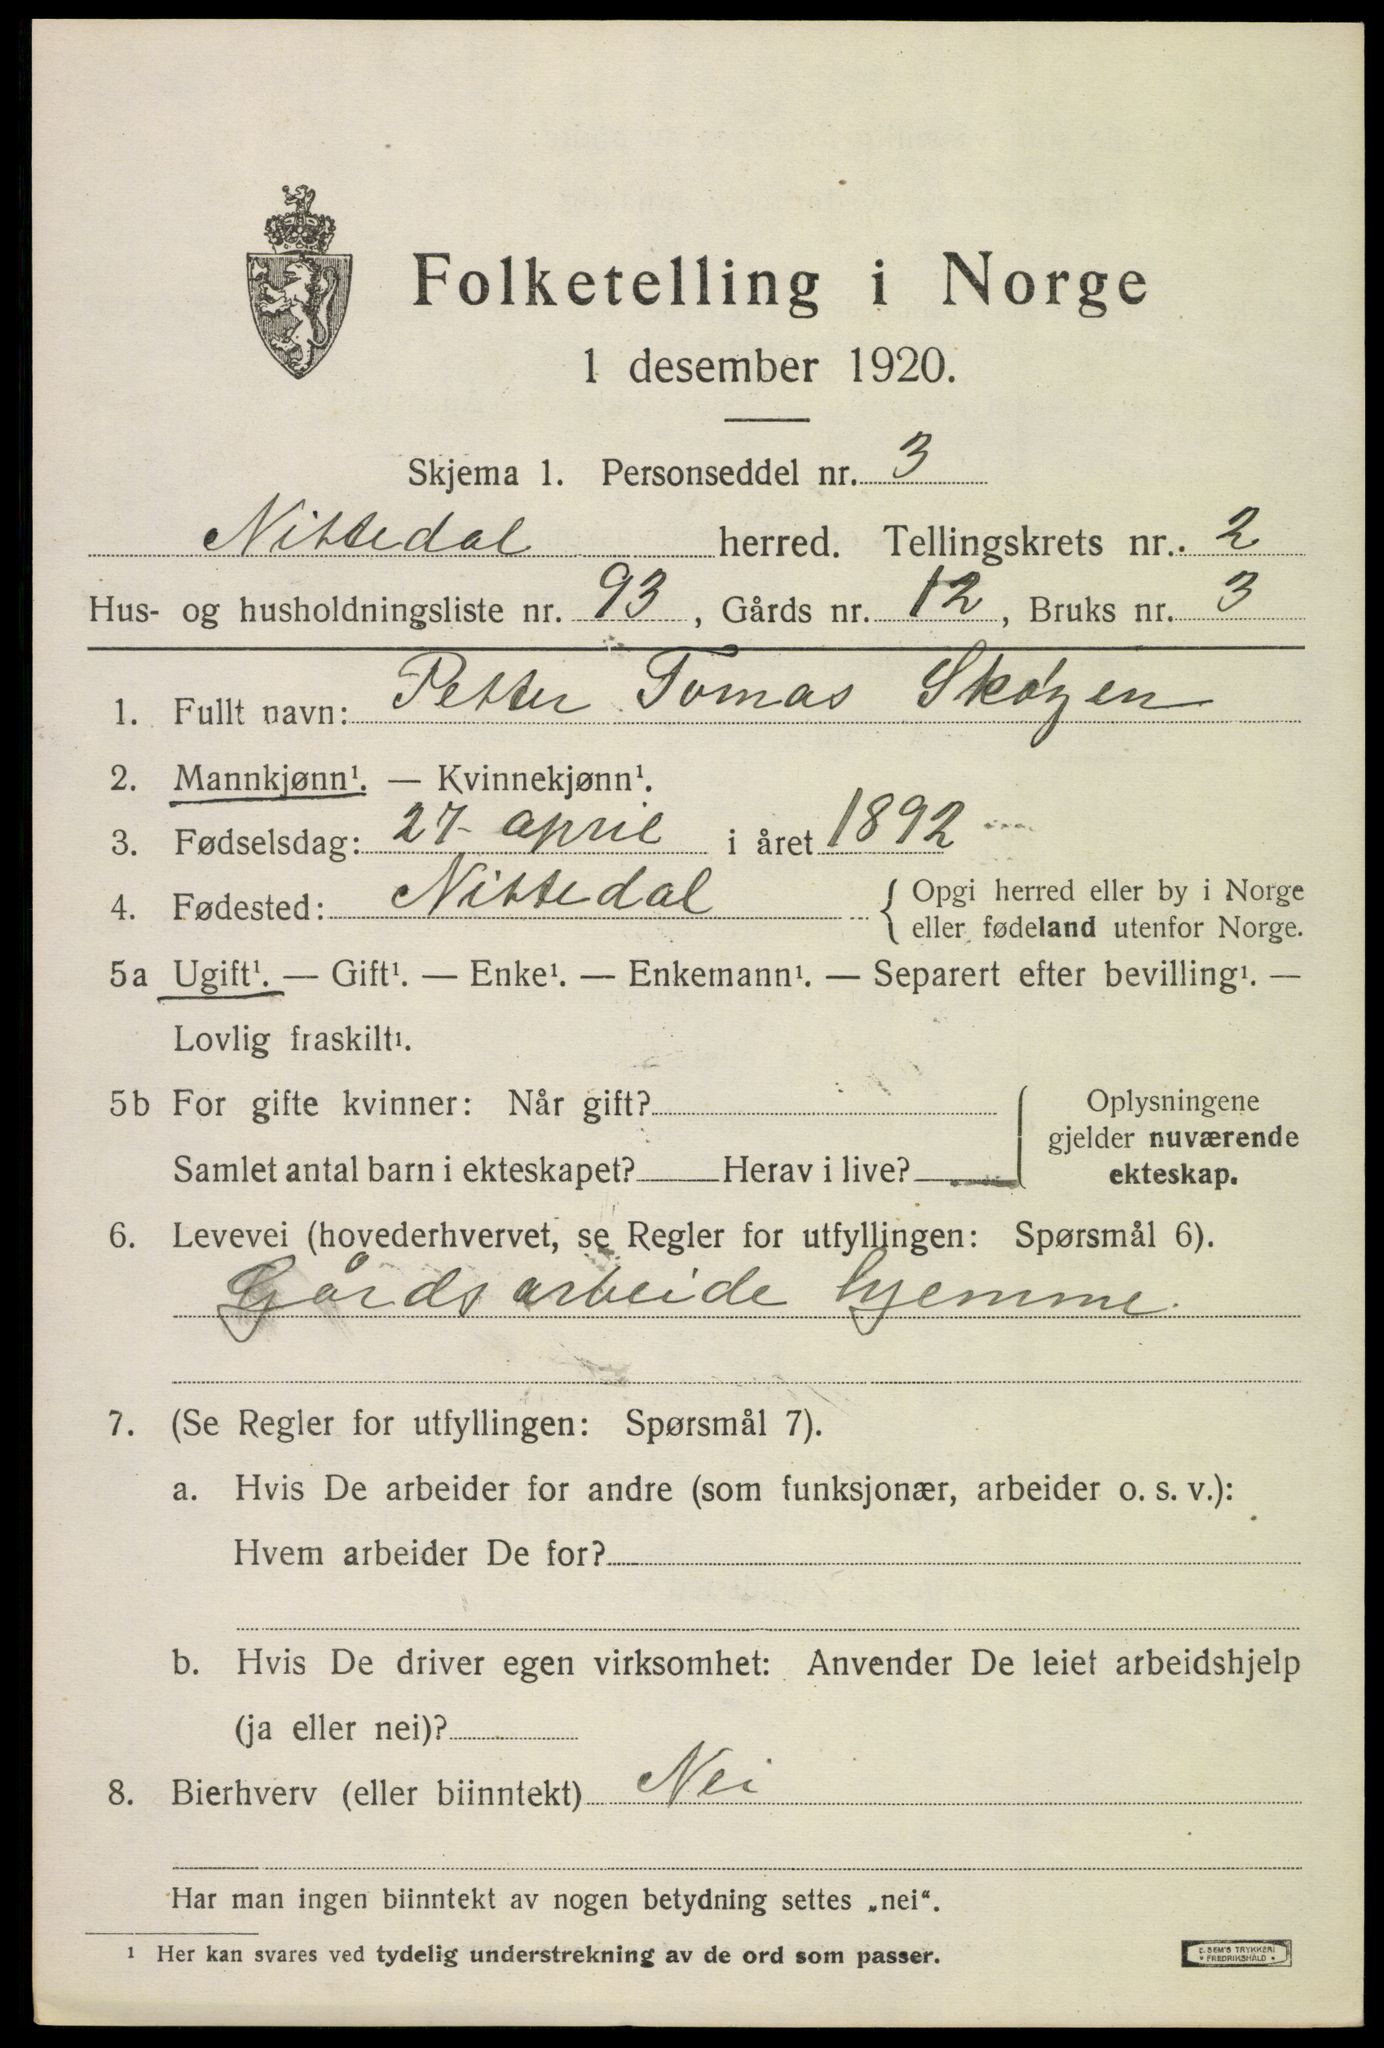 Folketelling i Norge
1 desember 1920.
Skjema 1. Personseddel nr. 3
Nittedal herred. Tellingskrets nr. 2
Hus- og husholdningsliste nr. 93, Gårds nr. 12, Bruks nr. 3
1. Fullt navn: Petter Tomas Skøyen
2. Mannkjønn¹. — Kvinnekjønn¹.
3. Fødselsdag: 27 april i året 1892
4. Fødested: Nittedal { Opgi herred eller by i Norge
eller fødeland utenfor Norge.
5a Ugift¹. — Gift¹. — Enke¹. — Enkemann¹. — Separert efter bevilling¹. —
Lovlig fraskilt¹.
5b For gifte kvinner: Når gift? Oplysningene
gjelder nuværende
Samlet antal barn i ekteskapet? Herav i live? ekteskap.
6. Levevei (hovederhvervet, se Regler for utfyllingen: Spørsmål 6).
Gårdsarbeide hjemme.
7. (Se Regler for utfyllingen: Spørsmål 7).
a. Hvis De arbeider for andre (som funksjonær, arbeider o. s. v.):
Hvem arbeider De for?
b. Hvis De driver egen virksomhet: Anvender De leiet arbeidshjelp
(ja eller nei)?
8. Bierhverv (eller biinntekt) Nei
Har man ingen biinntekt av nogen betydning settes „nei“.
¹ Her kan svares ved tydelig understrekning av de ord som passer.
E. SEM'S TRYKKERI
• FREDRIKSHALD •